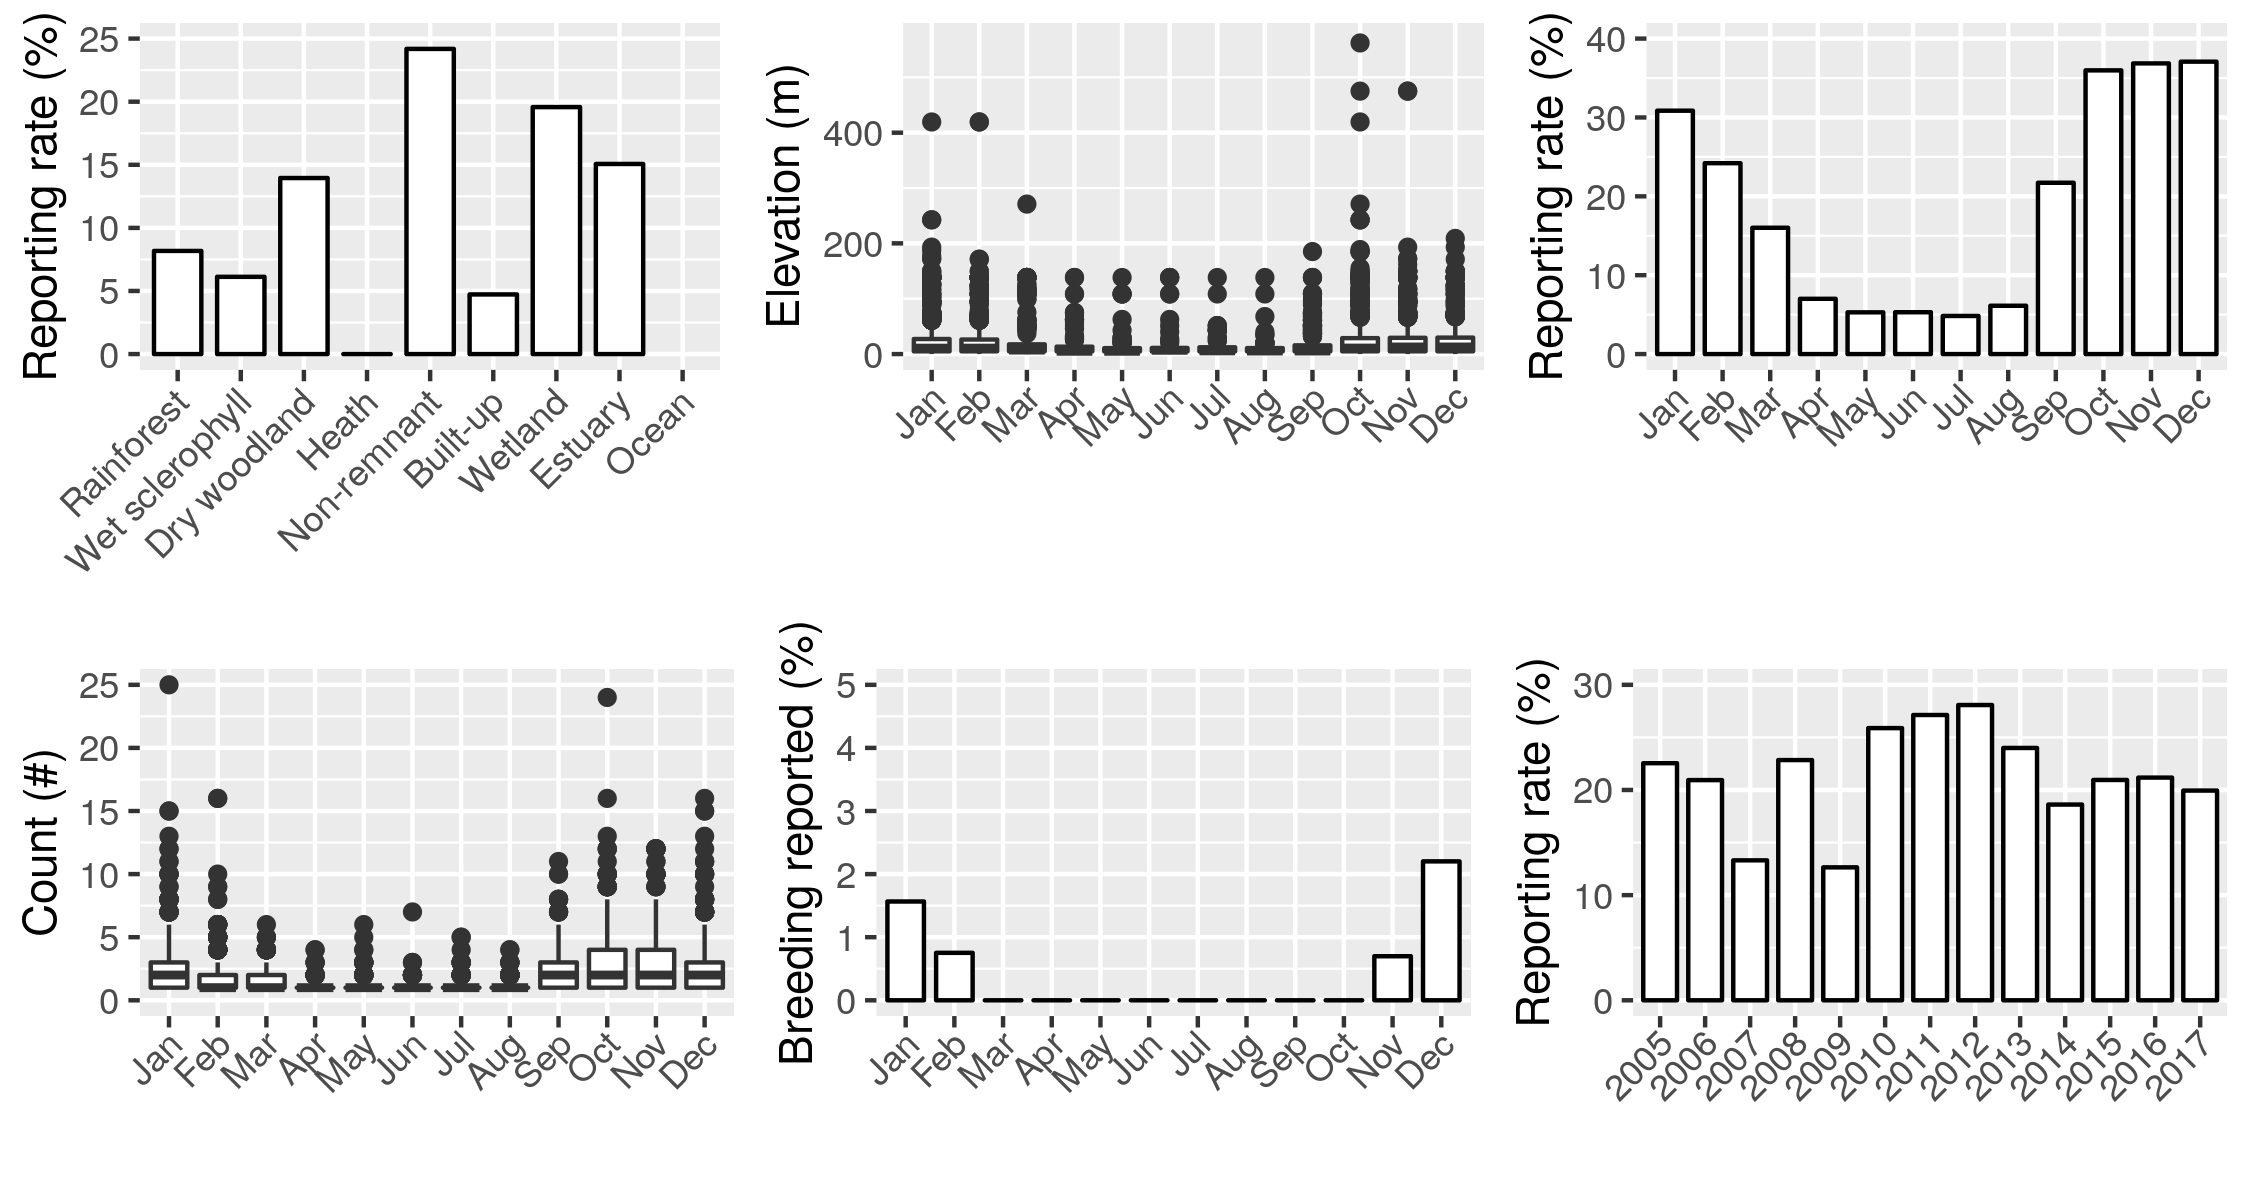 Reporting rate (%)
25
20
15
10
5
0
Rainforest
Wet sclerophyll
Dry woodland
Heath
Non-remnant
Built-up
Wetland
Estuary
Ocean
Elevation (m)
400
200
0
Jan
Feb
Mar
Apr
May
Jun
Jul
Aug
Sep
Oct
Nov
Dec
Reporting rate (%)
40
30
20
10
0
Jan
Feb
Mar
Apr
May
Jun
Jul
Aug
Sep
Oct
Nov
Dec
Count (#)
25
20
15
10
5
0
Jan
Feb
Mar
Apr
May
Jun
Jul
Aug
Sep
Oct
Nov
Dec
Breeding reported (%)
5
4
3
2
1
0
Jan
Feb
Mar
Apr
May
Jun
Jul
Aug
Sep
Oct
Nov
Dec
Reporting rate (%)
30
20
10
0
2005
2006
2007
2008
2009
2010
2011
2012
2013
2014
2015
2016
2017